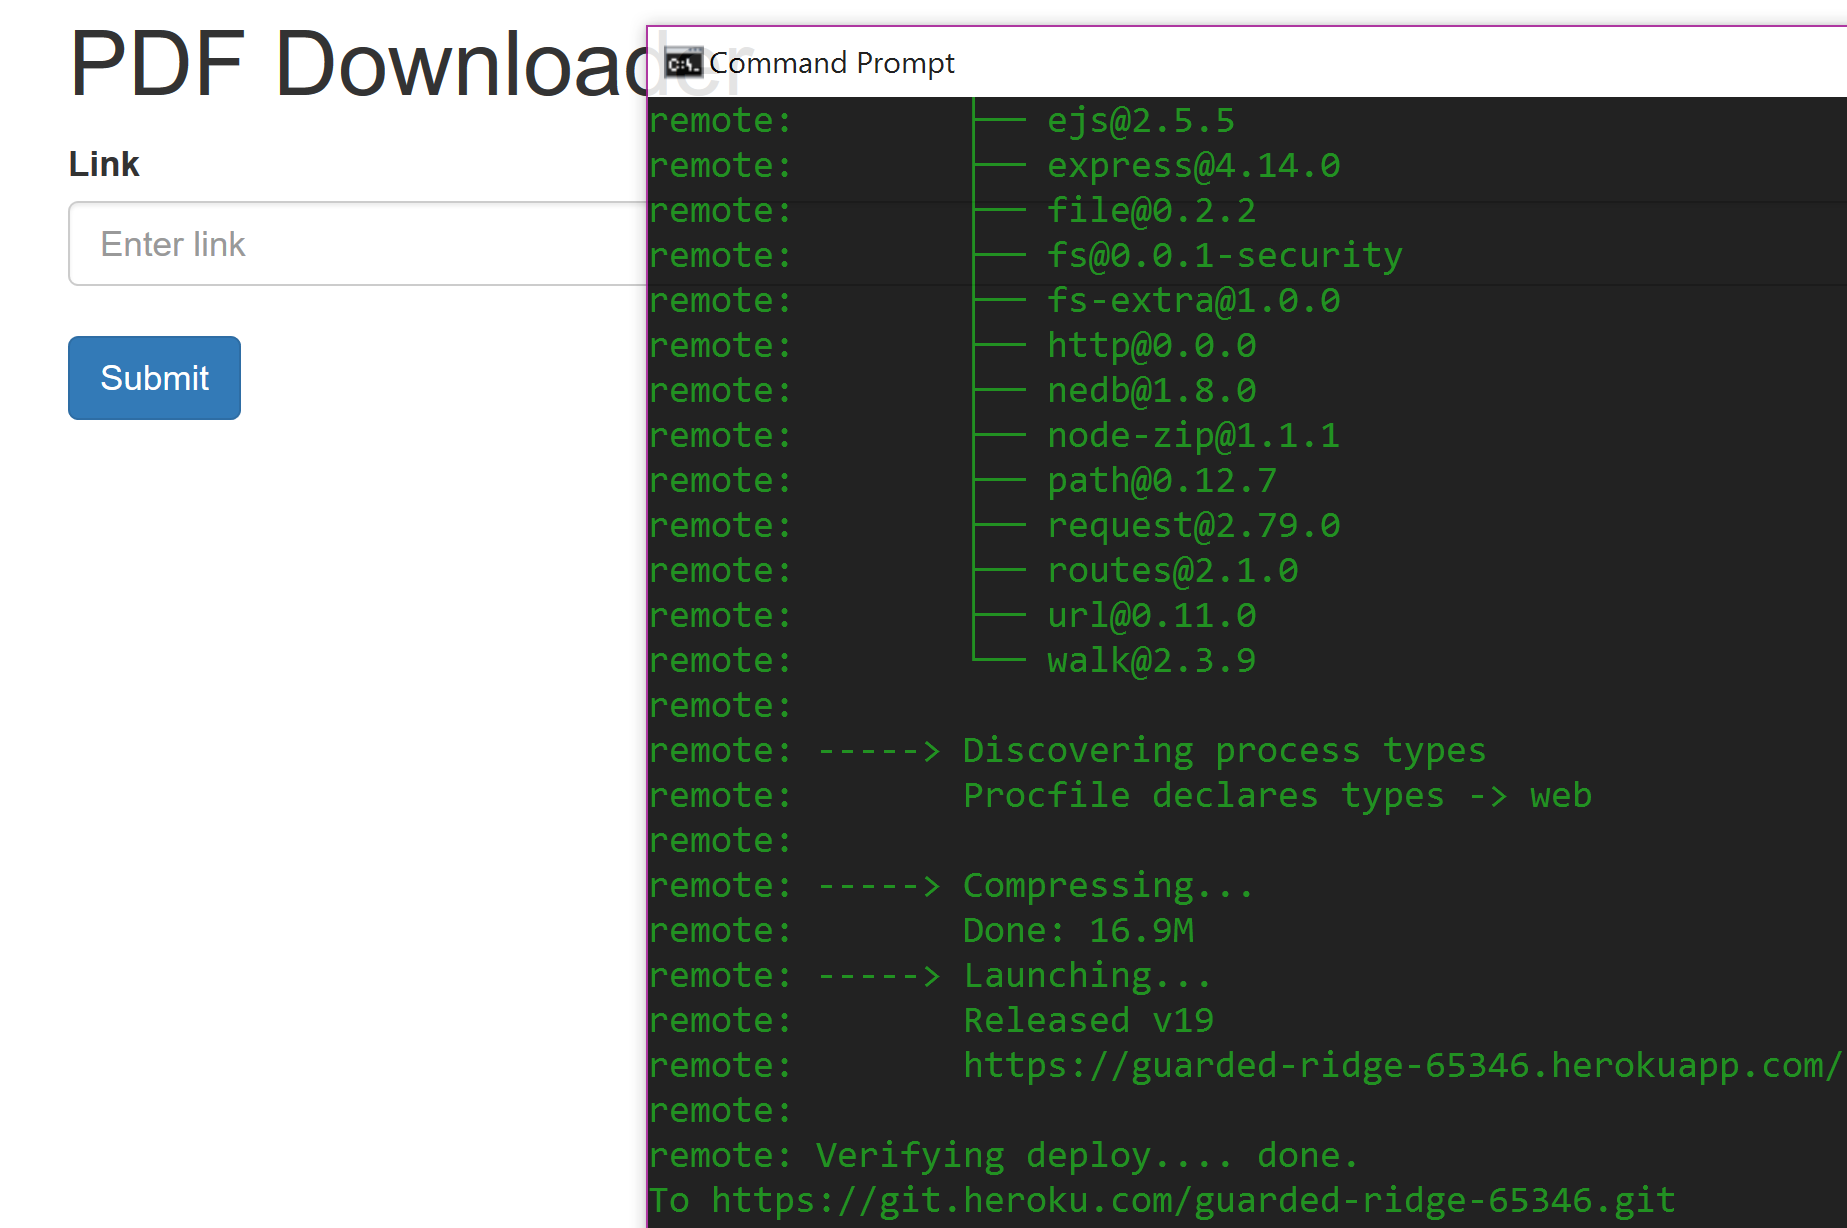 PDF Downloader
Link
Enter link
Submit
Command Prompt
remote: ├── ejs@2.5.5
remote: ├── express@4.14.0
remote: ├── file@0.2.2
remote: ├── fs@0.0.1-security
remote: ├── fs-extra@1.0.0
remote: ├── http@0.0.0
remote: ├── nedb@1.8.0
remote: ├── node-zip@1.1.1
remote: ├── path@0.12.7
remote: ├── request@2.79.0
remote: ├── routes@2.1.0
remote: ├── url@0.11.0
remote: └── walk@2.3.9
remote:
remote: -----> Discovering process types
remote: Procfile declares types -> web
remote:
remote: -----> Compressing...
remote: Done: 16.9M
remote: -----> Launching...
remote: Released v19
remote: https://guarded-ridge-65346.herokuapp.com/
remote:
remote: Verifying deploy.... done.
To https://git.heroku.com/guarded-ridge-65346.git